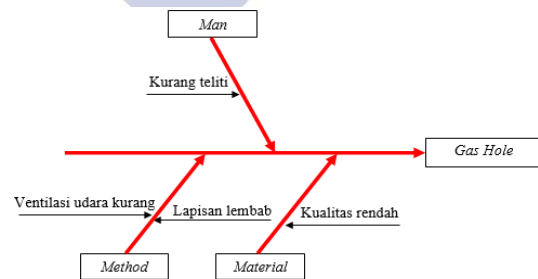 Man
Kurang teliti
Gas Hole
Ventilasi udara kurang
Lapisan lembab
Kualitas rendah
Method
Material